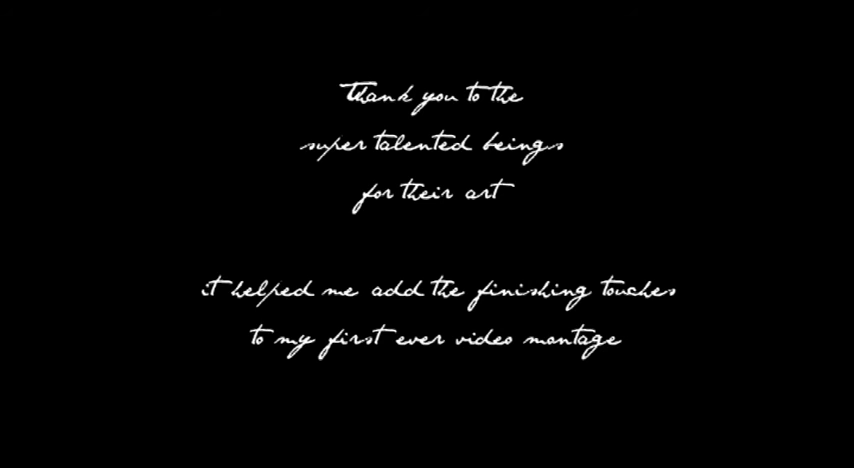 Thank you to the
super talented beings
for their art
it helped me add the finishing touches
to my first ever video montage